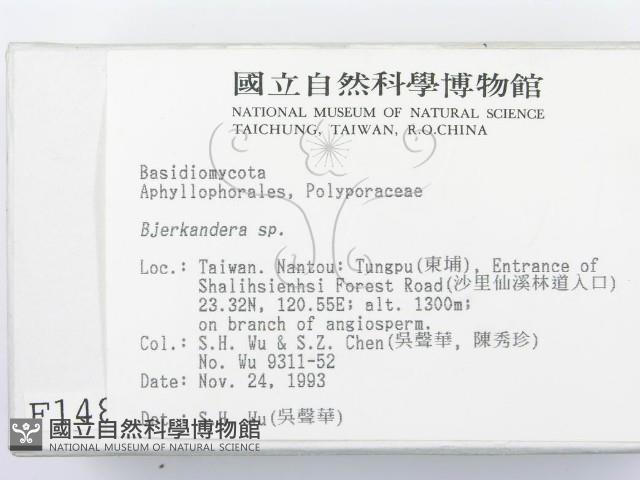 國立自然科學博物館
NATIONAL MUSEUM OF NATURAL SCIENCE
TAICHUNG, TAIWAN, R.O.CHINA
Basidiomycota
Aphyllophorales, Polyporaceae
Bjerkandera sp.
Loc.: Taiwan. Nantou: Tungpu(東埔), Entrance of
Shalihsienhsi Forest Road(沙里仙溪林道入口)
23.32N, 120.55E; alt. 1300m;
on branch of angiosperm.
Col.: S.H. Wu & S.Z. Chen(吳聲華, 陳秀珍)
No. Wu 9311-52
Date: Nov. 24, 1993
Det.: S.H. Wu(吳聲華)
國立自然科學博物館
NATIONAL MUSEUM OF NATURAL SCIENCE